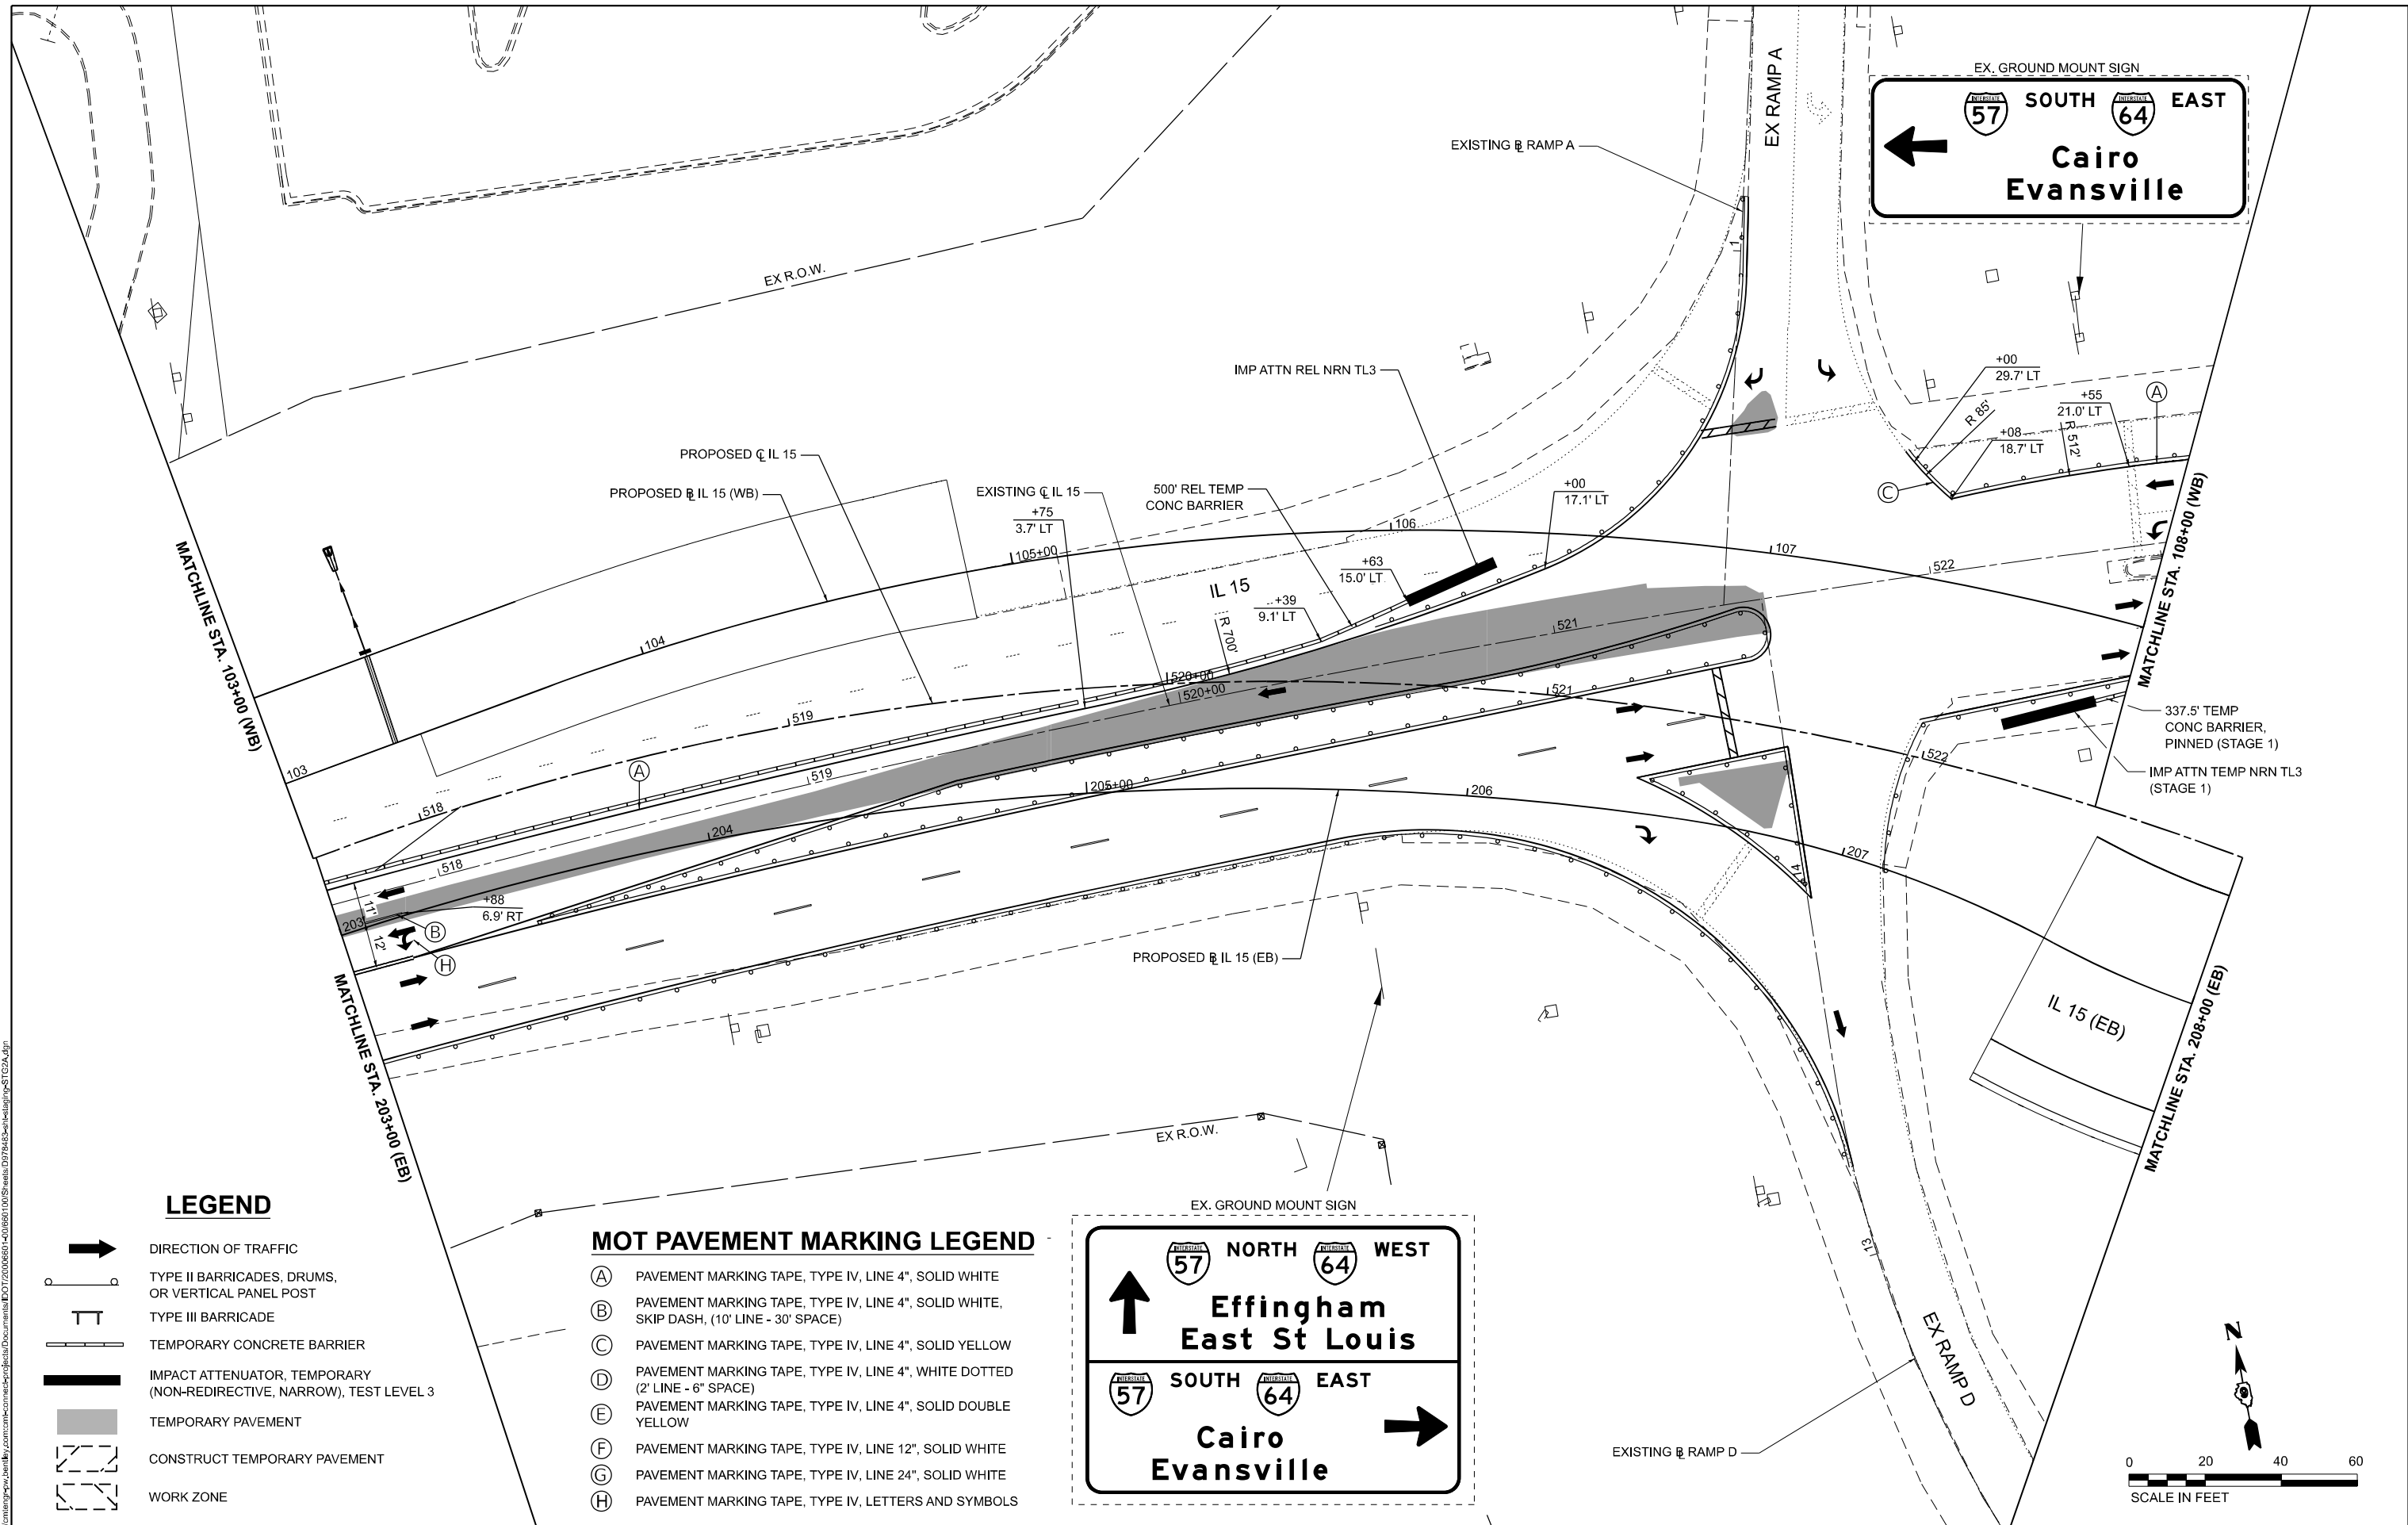 EX. GROUND MOUNT SIGN
INTERSTATE 57 SOUTH INTERSTATE 64 EAST
Cairo
Evansville
EX RAMP A
EXISTING ℄ RAMP A
1
EX R.O.W.
IMP ATTN REL NRN TL3
+00
29.7' LT
R 85'
+55
21.0' LT
A
+08
18.7' LT
R 512'
C
PROPOSED ℄ IL 15
PROPOSED ℄ IL 15 (WB)
EXISTING ℄ IL 15
+75
3.7' LT
500' REL TEMP
CONC BARRIER
+00
17.1' LT
106
105+00
107
522
+63
15.0' LT
IL 15
+39
9.1' LT
R 700'
104
521
520+00
520+00
521
519
519
103
518
518
A
MATCHLINE STA. 103+00 (WB)
MATCHLINE STA. 108+00 (WB)
337.5' TEMP
CONC BARRIER,
PINNED (STAGE 1)
IMP ATTN TEMP NRN TL3
(STAGE 1)
522
205+00
206
204
207
14
203
11'
12'
+88
6.9' RT
B
H
PROPOSED ℄ IL 15 (EB)
IL 15 (EB)
MATCHLINE STA. 203+00 (EB)
MATCHLINE STA. 208+00 (EB)
EX R.O.W.
13
EX RAMP D
EXISTING ℄ RAMP D
EX. GROUND MOUNT SIGN
INTERSTATE 57 NORTH INTERSTATE 64 WEST
Effingham
East St Louis
INTERSTATE 57 SOUTH INTERSTATE 64 EAST
Cairo
Evansville
LEGEND
DIRECTION OF TRAFFIC
TYPE II BARRICADES, DRUMS,
OR VERTICAL PANEL POST
TYPE III BARRICADE
TEMPORARY CONCRETE BARRIER
IMPACT ATTENUATOR, TEMPORARY
(NON-REDIRECTIVE, NARROW), TEST LEVEL 3
TEMPORARY PAVEMENT
CONSTRUCT TEMPORARY PAVEMENT
WORK ZONE
MOT PAVEMENT MARKING LEGEND
A PAVEMENT MARKING TAPE, TYPE IV, LINE 4", SOLID WHITE
B PAVEMENT MARKING TAPE, TYPE IV, LINE 4", SOLID WHITE,
SKIP DASH, (10' LINE - 30' SPACE)
C PAVEMENT MARKING TAPE, TYPE IV, LINE 4", SOLID YELLOW
D PAVEMENT MARKING TAPE, TYPE IV, LINE 4", WHITE DOTTED
(2' LINE - 6" SPACE)
E PAVEMENT MARKING TAPE, TYPE IV, LINE 4", SOLID DOUBLE
YELLOW
F PAVEMENT MARKING TAPE, TYPE IV, LINE 12", SOLID WHITE
G PAVEMENT MARKING TAPE, TYPE IV, LINE 24", SOLID WHITE
H PAVEMENT MARKING TAPE, TYPE IV, LETTERS AND SYMBOLS
N
0 20 40 60
SCALE IN FEET